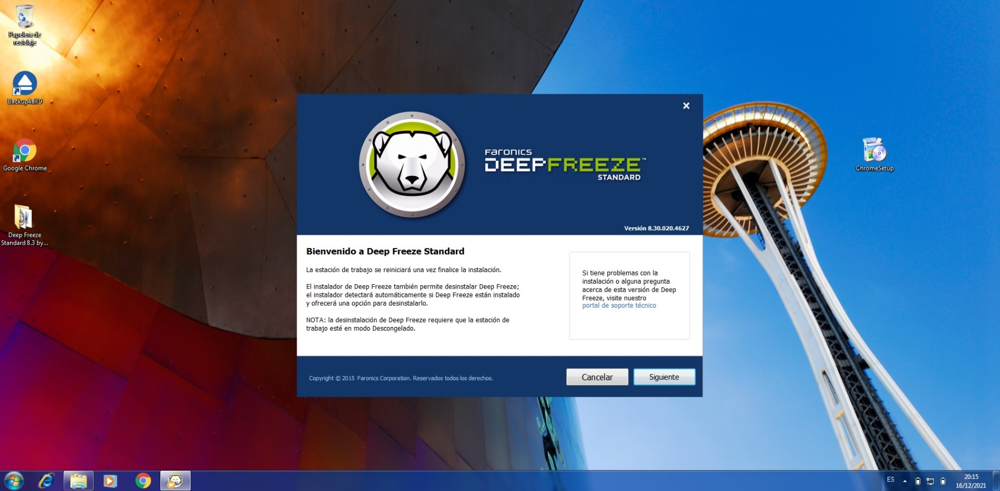 Papelera de
reciclaje
Backup4all 9
Google Chrome
Deep Freeze
Standard 8.3 by...
ChromeSetup
FARONICS
DEEPFREEZE™
STANDARD
Versión 8.30.020.4627
Bienvenido a Deep Freeze Standard
La estación de trabajo se reiniciará una vez finalice la instalación.
El instalador de Deep Freeze también permite desinstalar Deep Freeze;
el instalador detectará automáticamente si Deep Freeze están instalado
y ofrecerá una opción para desinstalarlo.
NOTA: la desinstalación de Deep Freeze requiere que la estación de
trabajo esté en modo Descongelado.
Si tiene problemas con la
instalación o alguna pregunta
acerca de esta versión de Deep
Freeze, visite nuestro
portal de soporte técnico
Copyright © 2015 Faronics Corporation. Reservados todos los derechos.
Cancelar
Siguiente
ES
20:15
16/12/2021